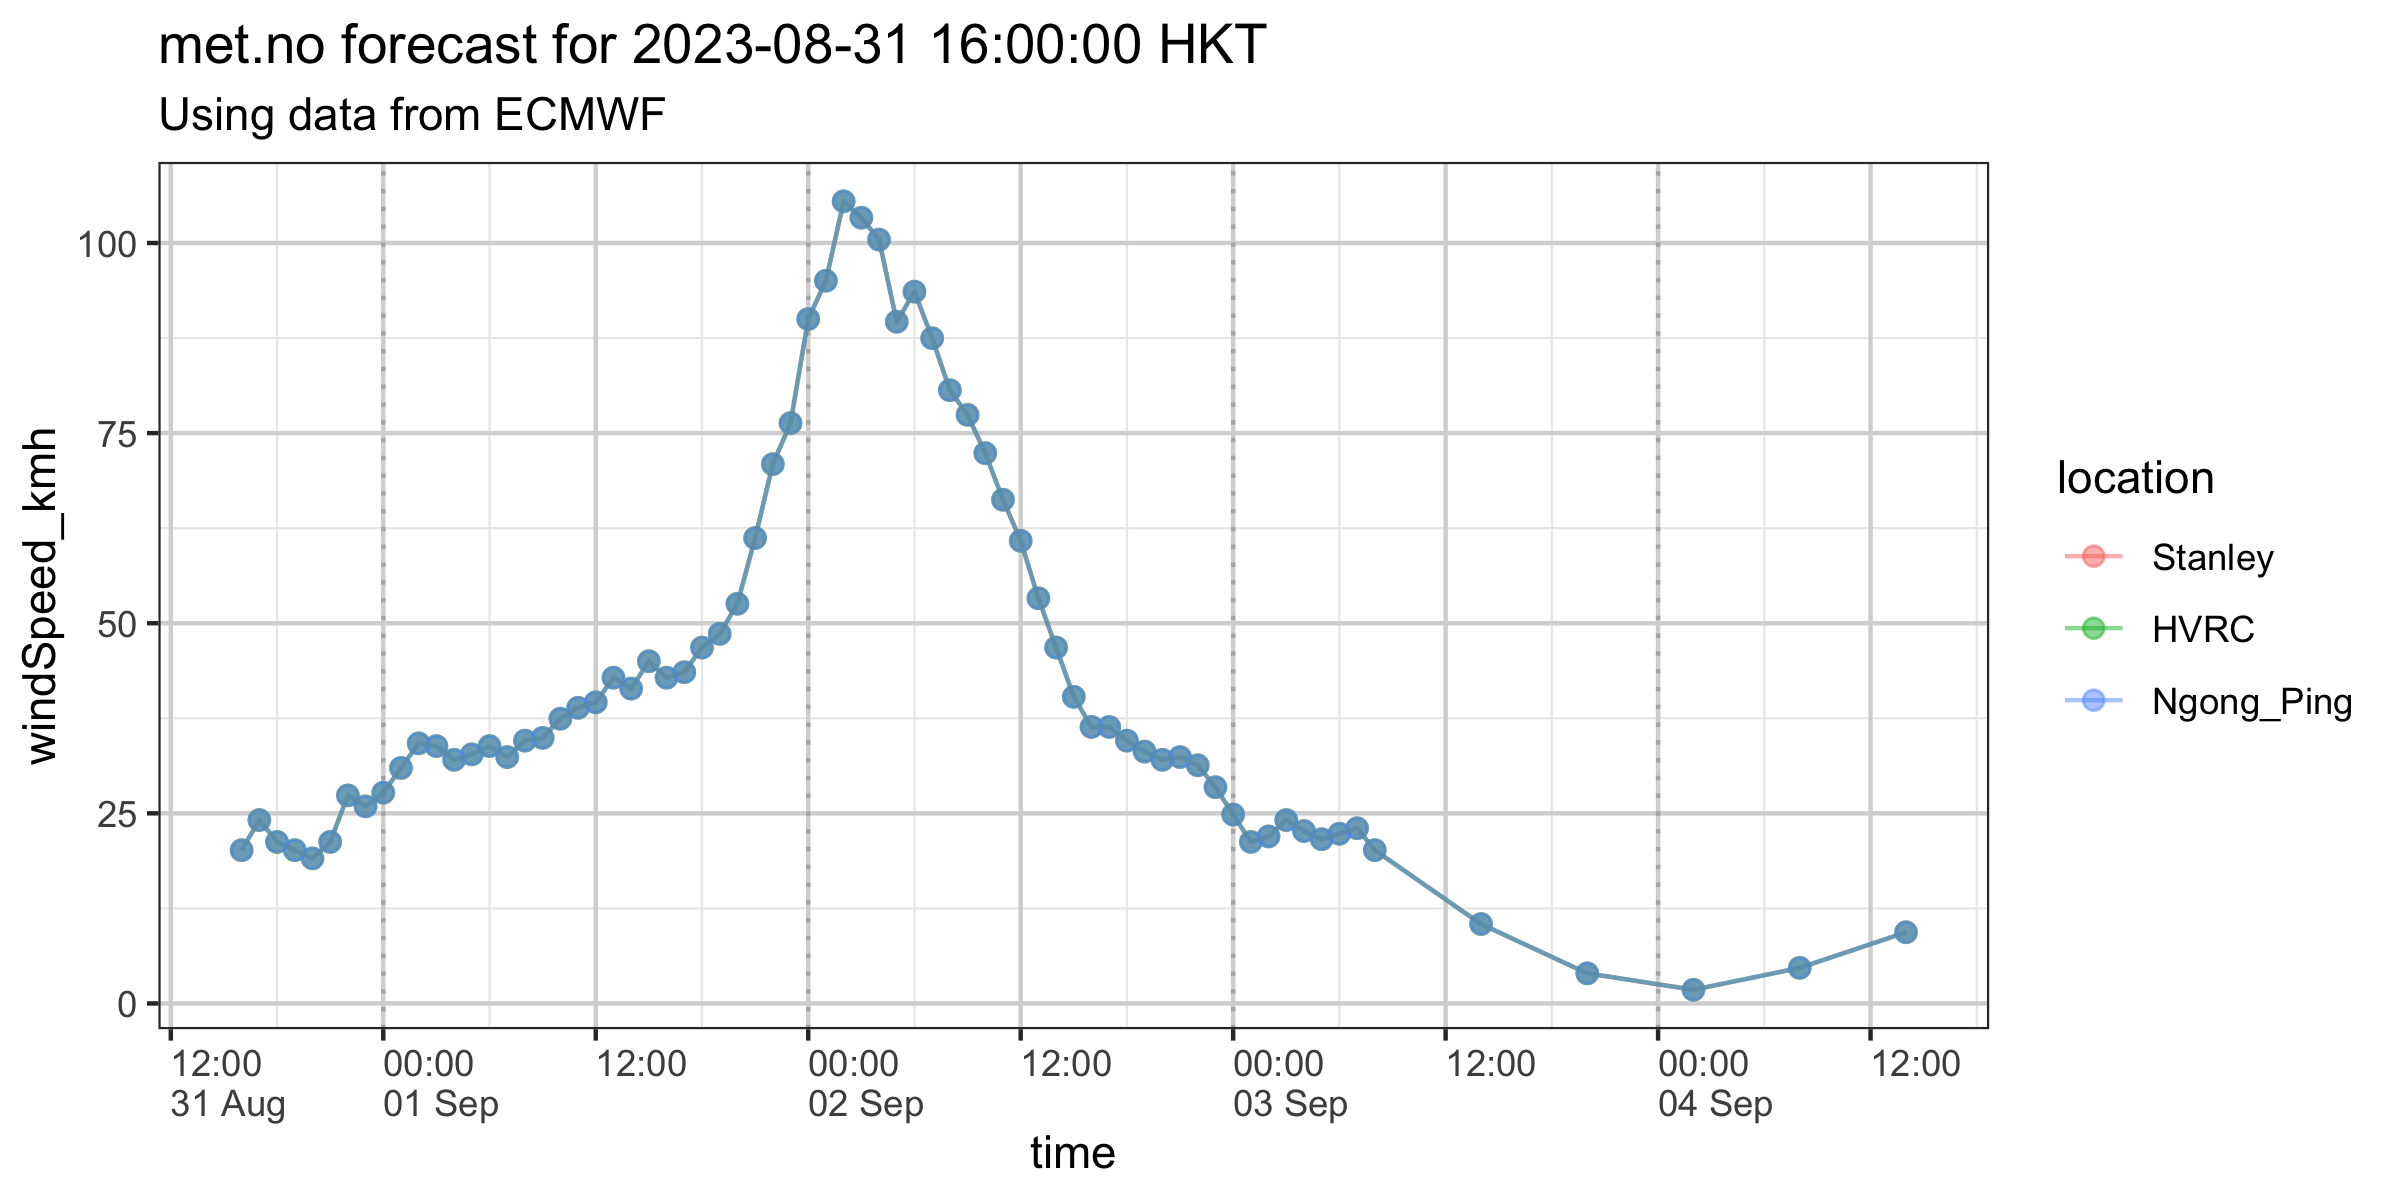 met.no forecast for 2023-08-31 16:00:00 HKT
Using data from ECMWF
windSpeed_kmh
100
75
50
25
0
12:00
31 Aug
00:00
01 Sep
12:00
00:00
02 Sep
12:00
00:00
03 Sep
12:00
00:00
04 Sep
12:00
time
location
Stanley
HVRC
Ngong_Ping